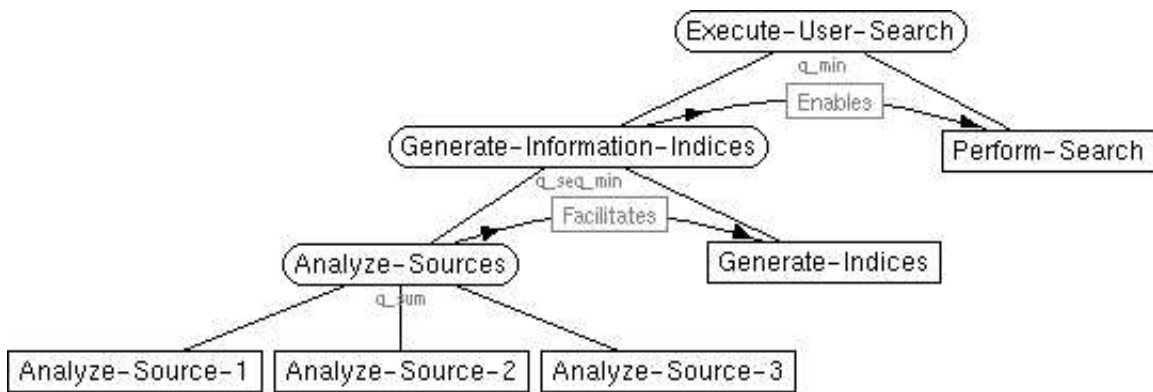 Execute-User-Search
q_min
Enables
Generate-Information-Indices
Perform-Search
q_seq_min
Facilitates
Analyze-Sources
Generate-Indices
q_sum
Analyze-Source-1
Analyze-Source-2
Analyze-Source-3